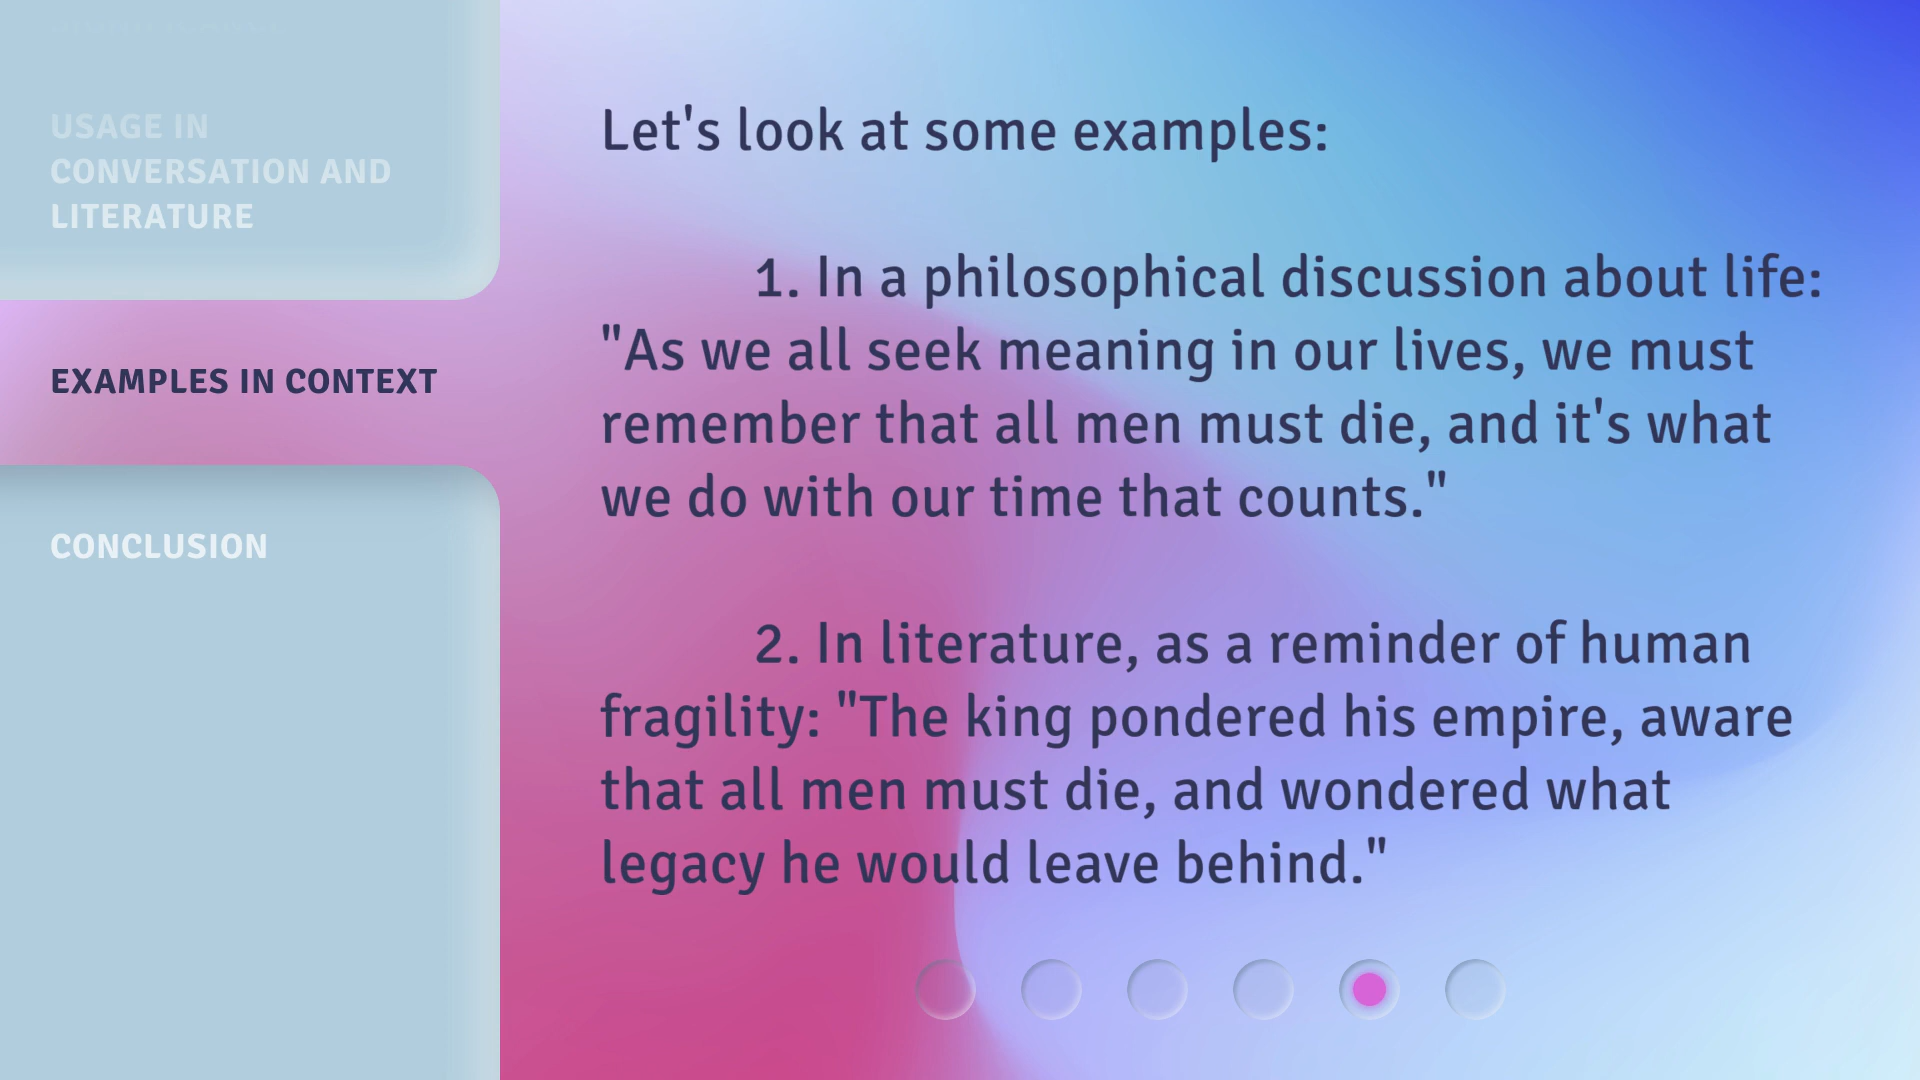 USAGE IN
CONVERSATION AND
LITERATURE
EXAMPLES IN CONTEXT
CONCLUSION
Let's look at some examples:
1. In a philosophical discussion about life:
"As we all seek meaning in our lives, we must
remember that all men must die, and it's what
we do with our time that counts."
2. In literature, as a reminder of human
fragility: "The king pondered his empire, aware
that all men must die, and wondered what
legacy he would leave behind."